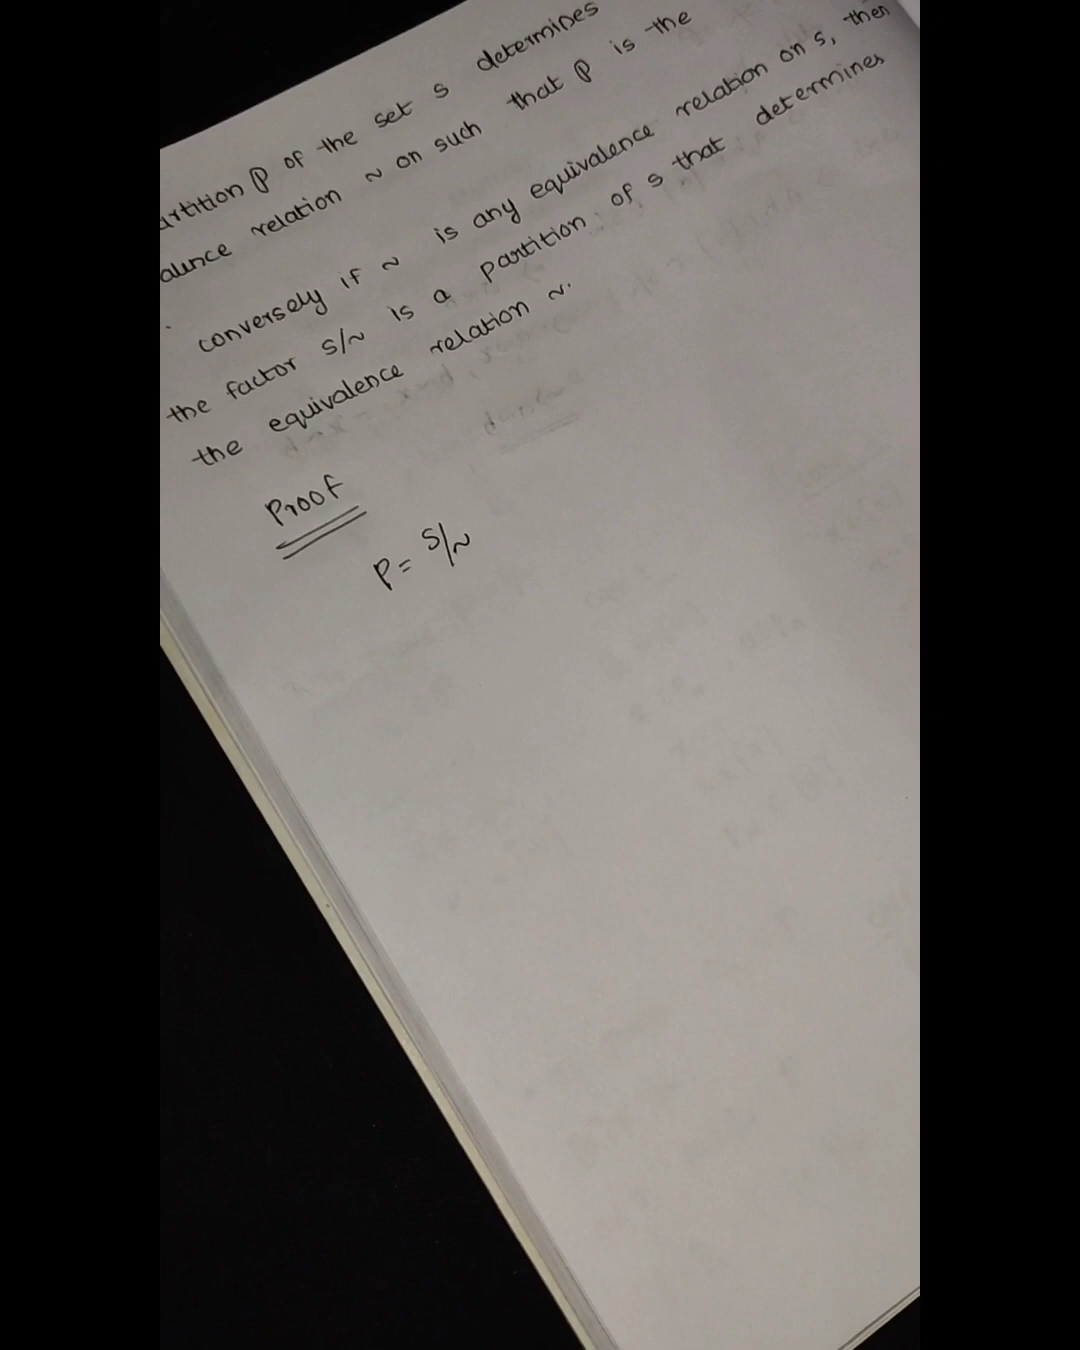 artition P of the set s determines
alence relation ~ on such that P is the
conversely if ~ is any equivalence relation on s, then
the factor s/~ is a partition of s that determines
the equivalence relation ~.
Proof
P = S/~